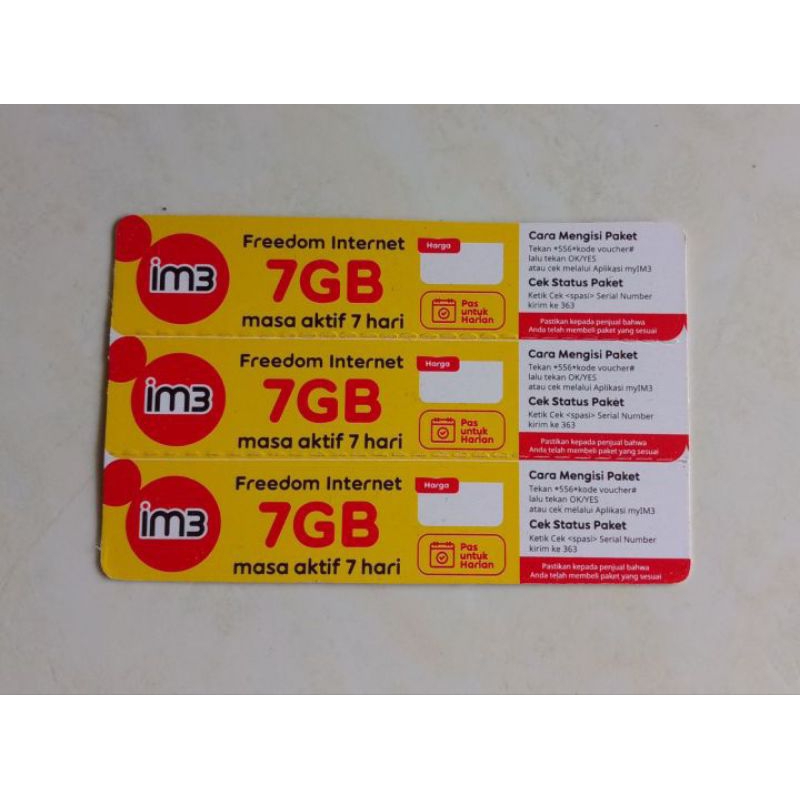 im3
Freedom Internet
7GB
masa aktif 7 hari
Harga
Pas
untuk
Harian
Cara Mengisi Paket
Tekan *556*kode voucher#
lalu tekan OK/YES
atau cek melalui Aplikasi myIM3
Cek Status Paket
Ketik Cek <spasi> Serial Number
kirim ke 363
Pastikan kepada penjual bahwa
Anda telah membeli paket yang sesuai
im3
Freedom Internet
7GB
masa aktif 7 hari
Harga
Pas
untuk
Harian
Cara Mengisi Paket
Tekan *556*kode voucher#
lalu tekan OK/YES
atau cek melalui Aplikasi myIM3
Cek Status Paket
Ketik Cek <spasi> Serial Number
kirim ke 363
Pastikan kepada penjual bahwa
Anda telah membeli paket yang sesuai
im3
Freedom Internet
7GB
masa aktif 7 hari
Harga
Pas
untuk
Harian
Cara Mengisi Paket
Tekan *556*kode voucher#
lalu tekan OK/YES
atau cek melalui Aplikasi myIM3
Cek Status Paket
Ketik Cek <spasi> Serial Number
kirim ke 363
Pastikan kepada penjual bahwa
Anda telah membeli paket yang sesuai